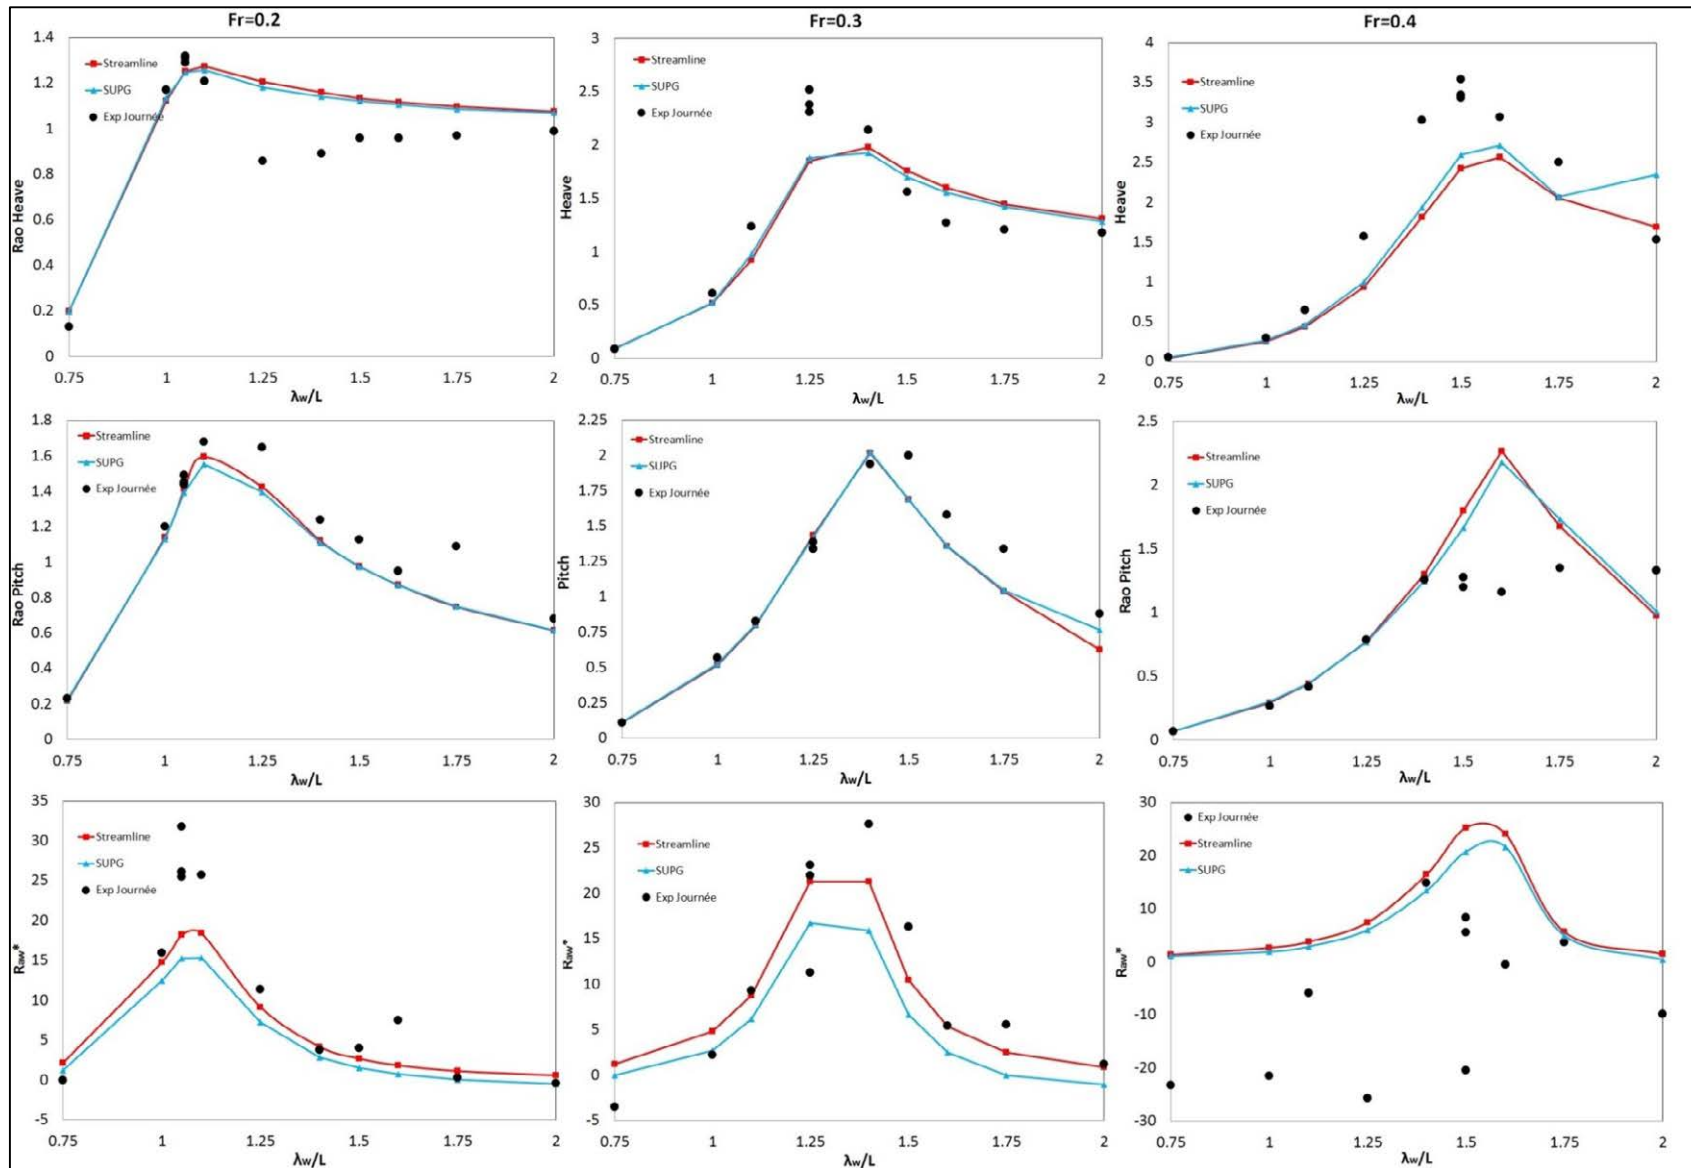 Fr=0.2
Fr=0.3
Fr=0.4
Rao Heave
1.4
1.2
1
0.8
0.6
0.4
0.2
0
Streamline
SUPG
Exp Journée
0.75 1 1.25 1.5 1.75 2
λw/L
Heave
3
2.5
2
1.5
1
0.5
0
Streamline
SUPG
Exp Journée
0.75 1 1.25 1.5 1.75 2
λw/L
Heave
4
3.5
3
2.5
2
1.5
1
0.5
0
Streamline
SUPG
Exp Journée
0.75 1 1.25 1.5 1.75 2
λw/L
Rao Pitch
1.8
1.6
1.4
1.2
1
0.8
0.6
0.4
0.2
0
Streamline
SUPG
Exp Journée
0.75 1 1.25 1.5 1.75 2
λw/L
Pitch
2.25
2
1.75
1.5
1.25
1
0.75
0.5
0.25
0
Streamline
SUPG
Exp Journée
0.75 1 1.25 1.5 1.75 2
λw/L
Rao Pitch
2.5
2
1.5
1
0.5
0
Streamline
SUPG
Exp Journée
0.75 1 1.25 1.5 1.75 2
λw/L
Raw*
35
30
25
20
15
10
5
0
-5
Streamline
SUPG
Exp Journée
0.75 1 1.25 1.5 1.75 2
λw/L
Raw*
30
25
20
15
10
5
0
-5
Streamline
SUPG
Exp Journée
0.75 1 1.25 1.5 1.75 2
λw/L
Raw*
30
20
10
0
-10
-20
-30
Exp Journée
Streamline
SUPG
0.75 1 1.25 1.5 1.75 2
λw/L